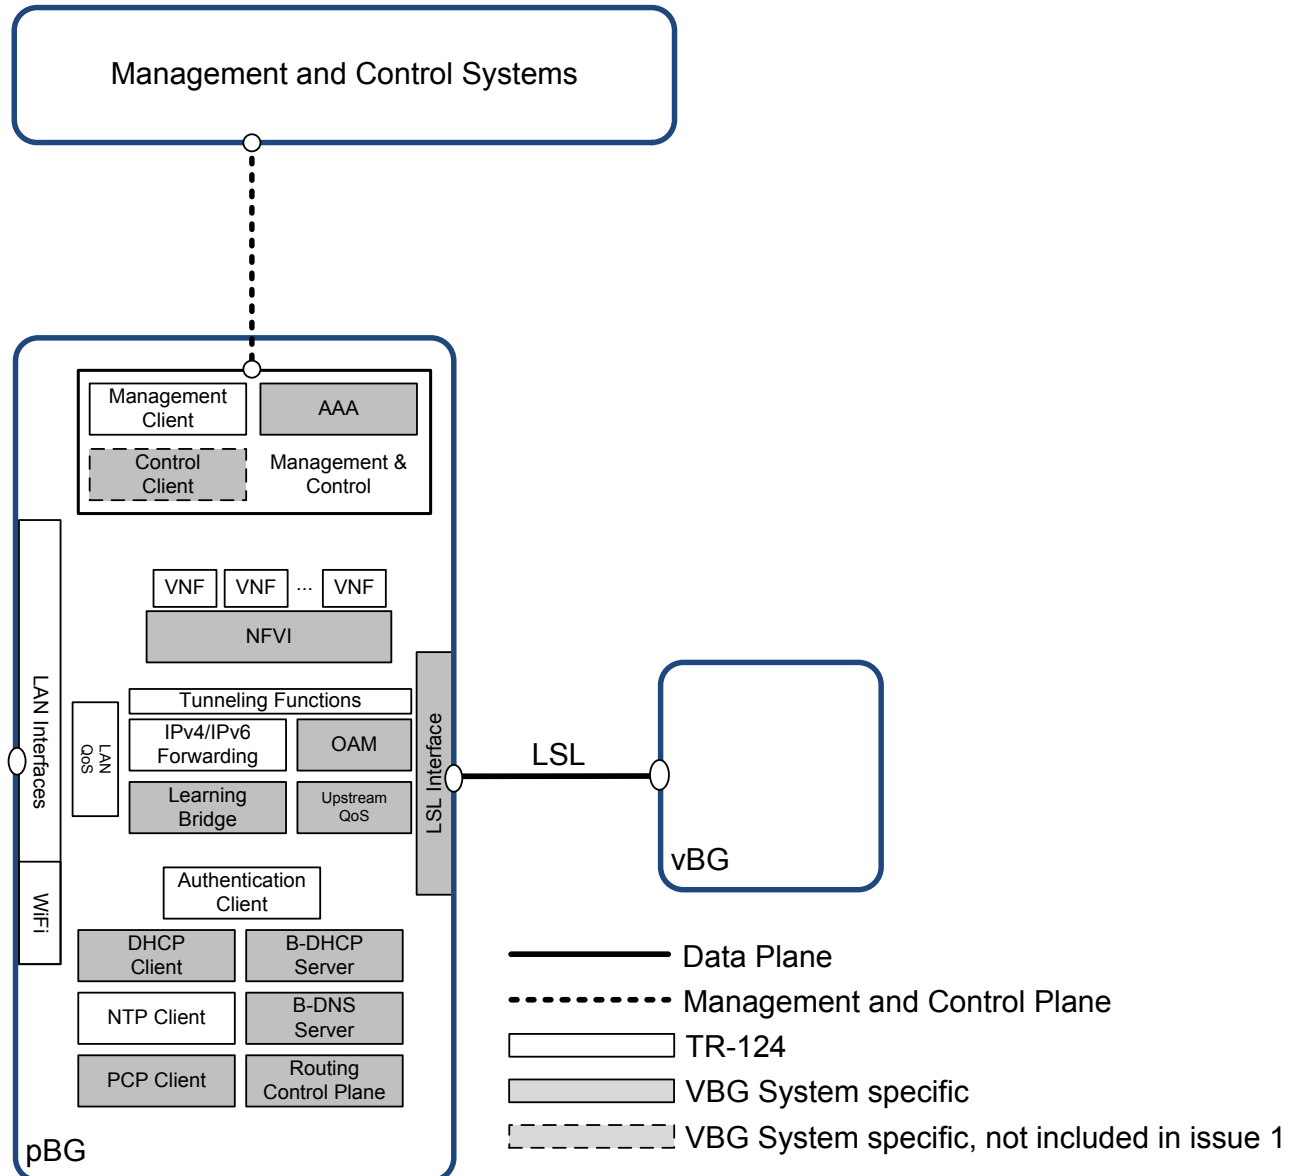 Management and Control Systems
Management
Client
AAA
Control
Client
Management &
Control
VNF
VNF
...
VNF
NFVI
LAN Interfaces
LAN
QoS
Tunneling Functions
IPv4/IPv6
Forwarding
OAM
Learning
Bridge
Upstream
QoS
LSL Interface
LSL
vBG
WiFi
Authentication
Client
DHCP
Client
B-DHCP
Server
NTP Client
B-DNS
Server
PCP Client
Routing
Control Plane
pBG
Data Plane
Management and Control Plane
TR-124
VBG System specific
VBG System specific, not included in issue 1